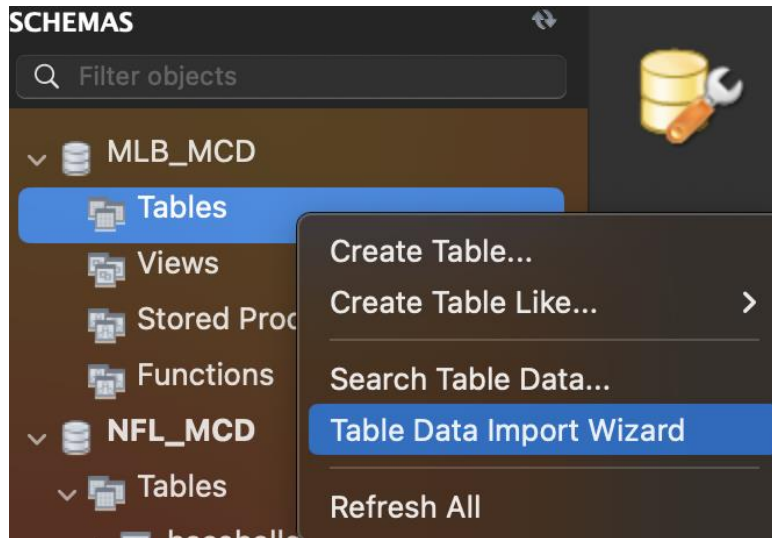 SCHEMAS
Filter objects
MLB_MCD
Tables
Views
Stored Proc
Functions
NFL_MCD
Tables
Create Table...
Create Table Like...
Search Table Data...
Table Data Import Wizard
Refresh All